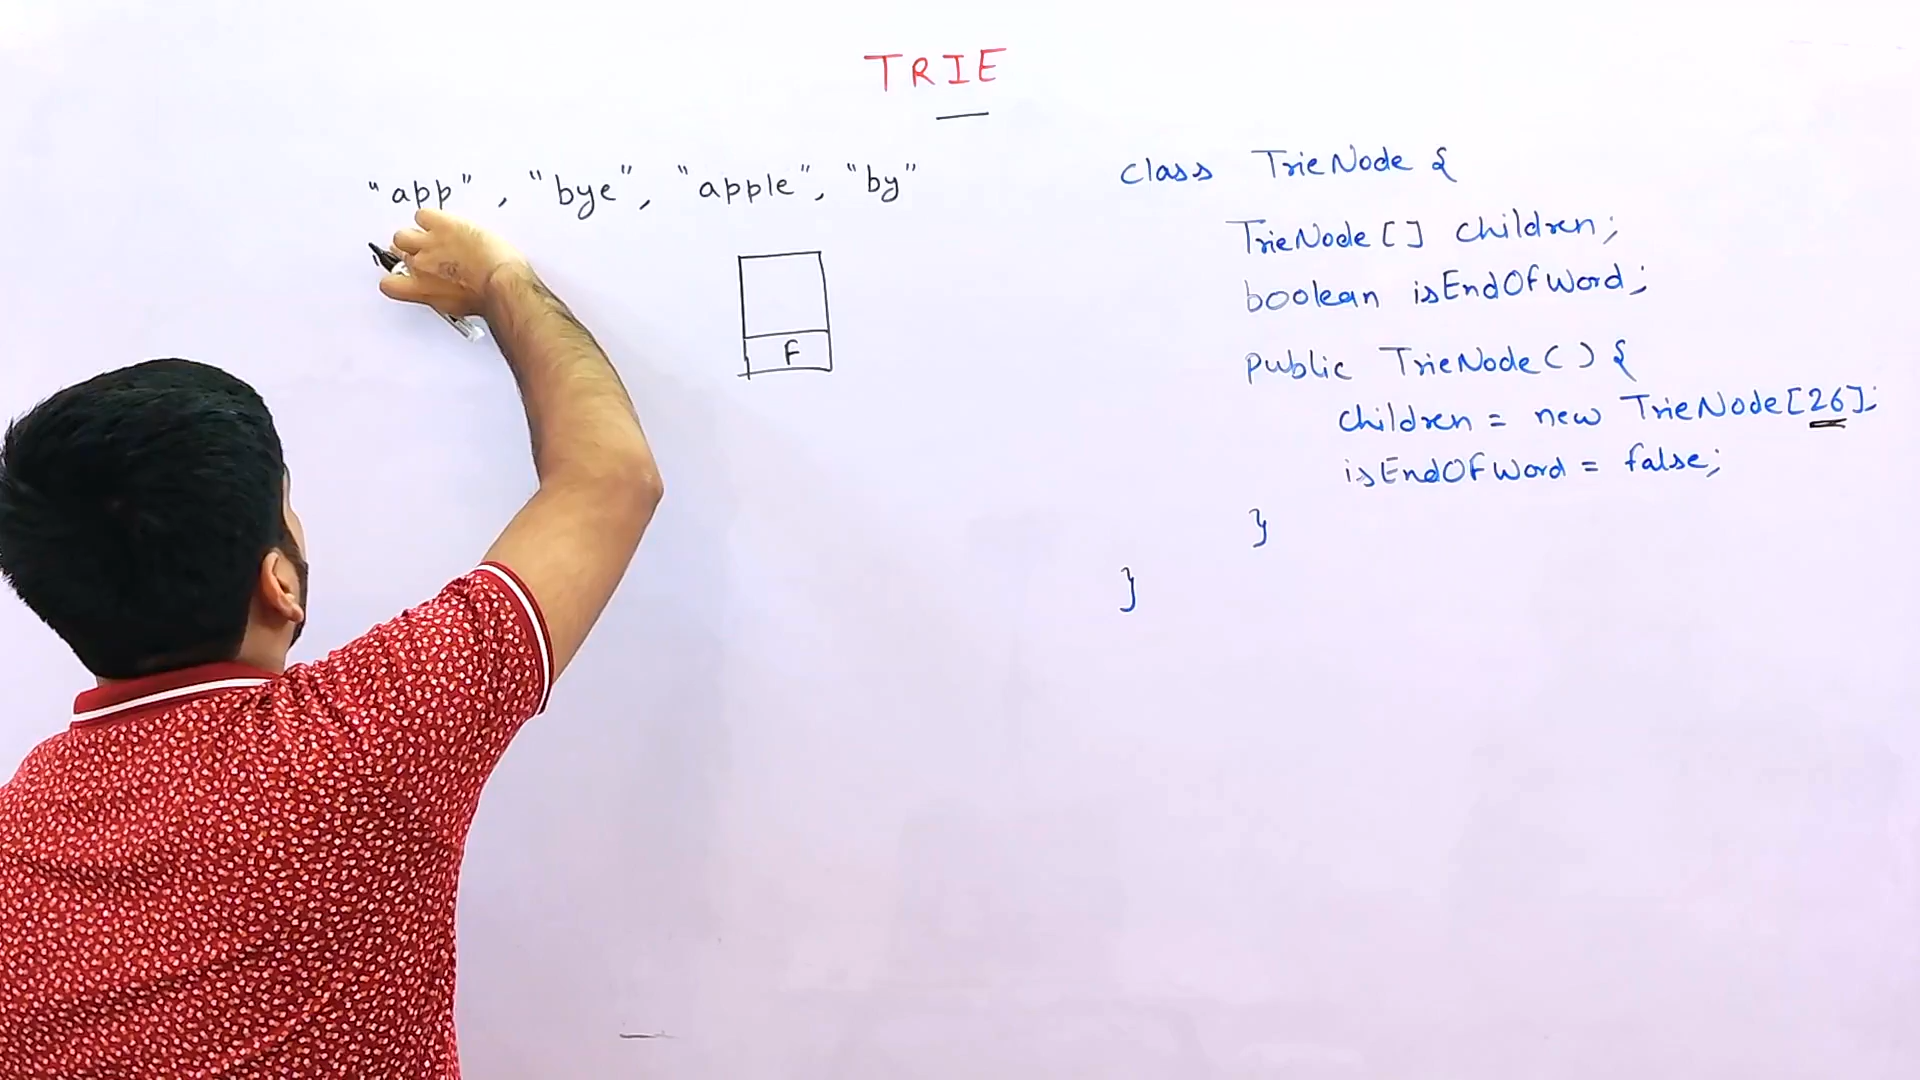 TRIE
"app", "bye", "apple", "by"
F
class TrieNode {
TrieNode [] children;
boolean isEndOfWord;
public TrieNode() {
children = new TrieNode[26];
isEndOfWord = false;
}
}